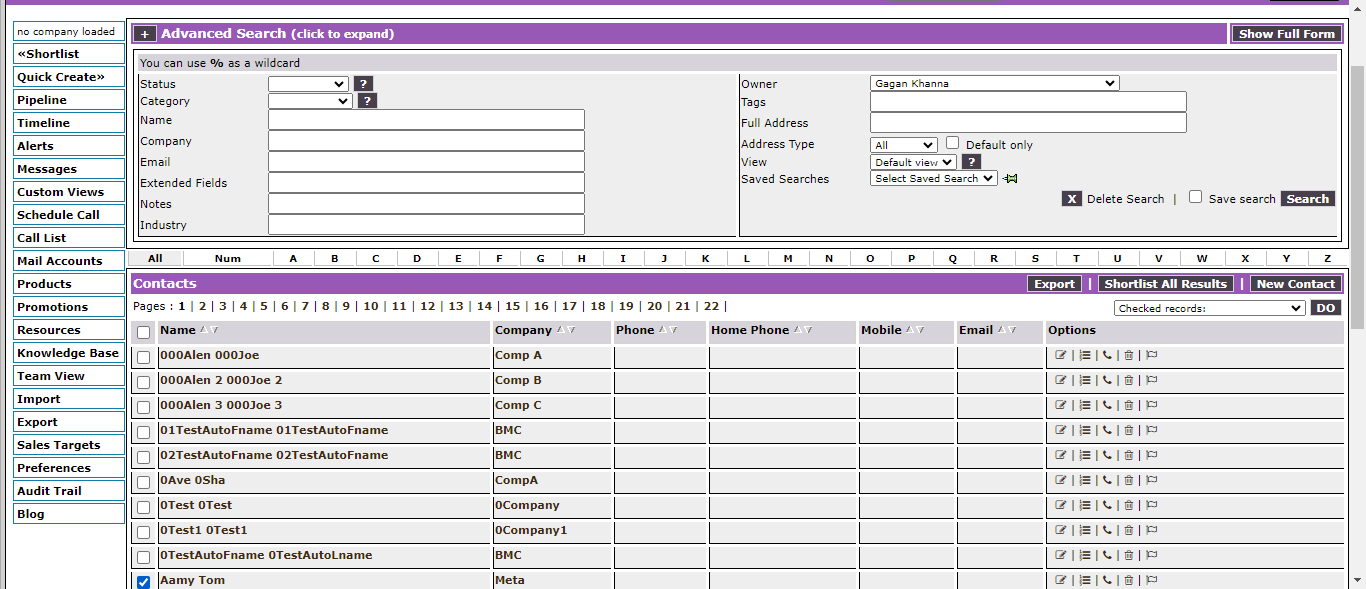 no company loaded
«Shortlist
Quick Create»
Pipeline
Timeline
Alerts
Messages
Custom Views
Schedule Call
Call List
Mail Accounts
Products
Promotions
Resources
Knowledge Base
Team View
Import
Export
Sales Targets
Preferences
Audit Trail
Blog
+ Advanced Search (click to expand) Show Full Form
You can use % as a wildcard
Status ?
Category ?
Name
Company
Email
Extended Fields
Notes
Industry
Owner Gagan Khanna
Tags
Full Address
Address Type All Default only
View Default view ?
Saved Searches Select Saved Search
X Delete Search | Save search Search
All Num A B C D E F G H I J K L M N O P Q R S T U V W X Y Z
Contacts Export | Shortlist All Results | New Contact
Pages : 1 | 2 | 3 | 4 | 5 | 6 | 7 | 8 | 9 | 10 | 11 | 12 | 13 | 14 | 15 | 16 | 17 | 18 | 19 | 20 | 21 | 22 |
Checked records: DO
Name Company Phone Home Phone Mobile Email Options
000Alen 000Joe Comp A | | | |
000Alen 2 000Joe 2 Comp B | | | |
000Alen 3 000Joe 3 Comp C | | | |
01TestAutoFname 01TestAutoFname BMC | | | |
02TestAutoFname 02TestAutoFname BMC | | | |
0Ave 0Sha CompA | | | |
0Test 0Test 0Company | | | |
0Test1 0Test1 0Company1 | | | |
0TestAutoFname 0TestAutoLname BMC | | | |
Aamy Tom Meta | | | |